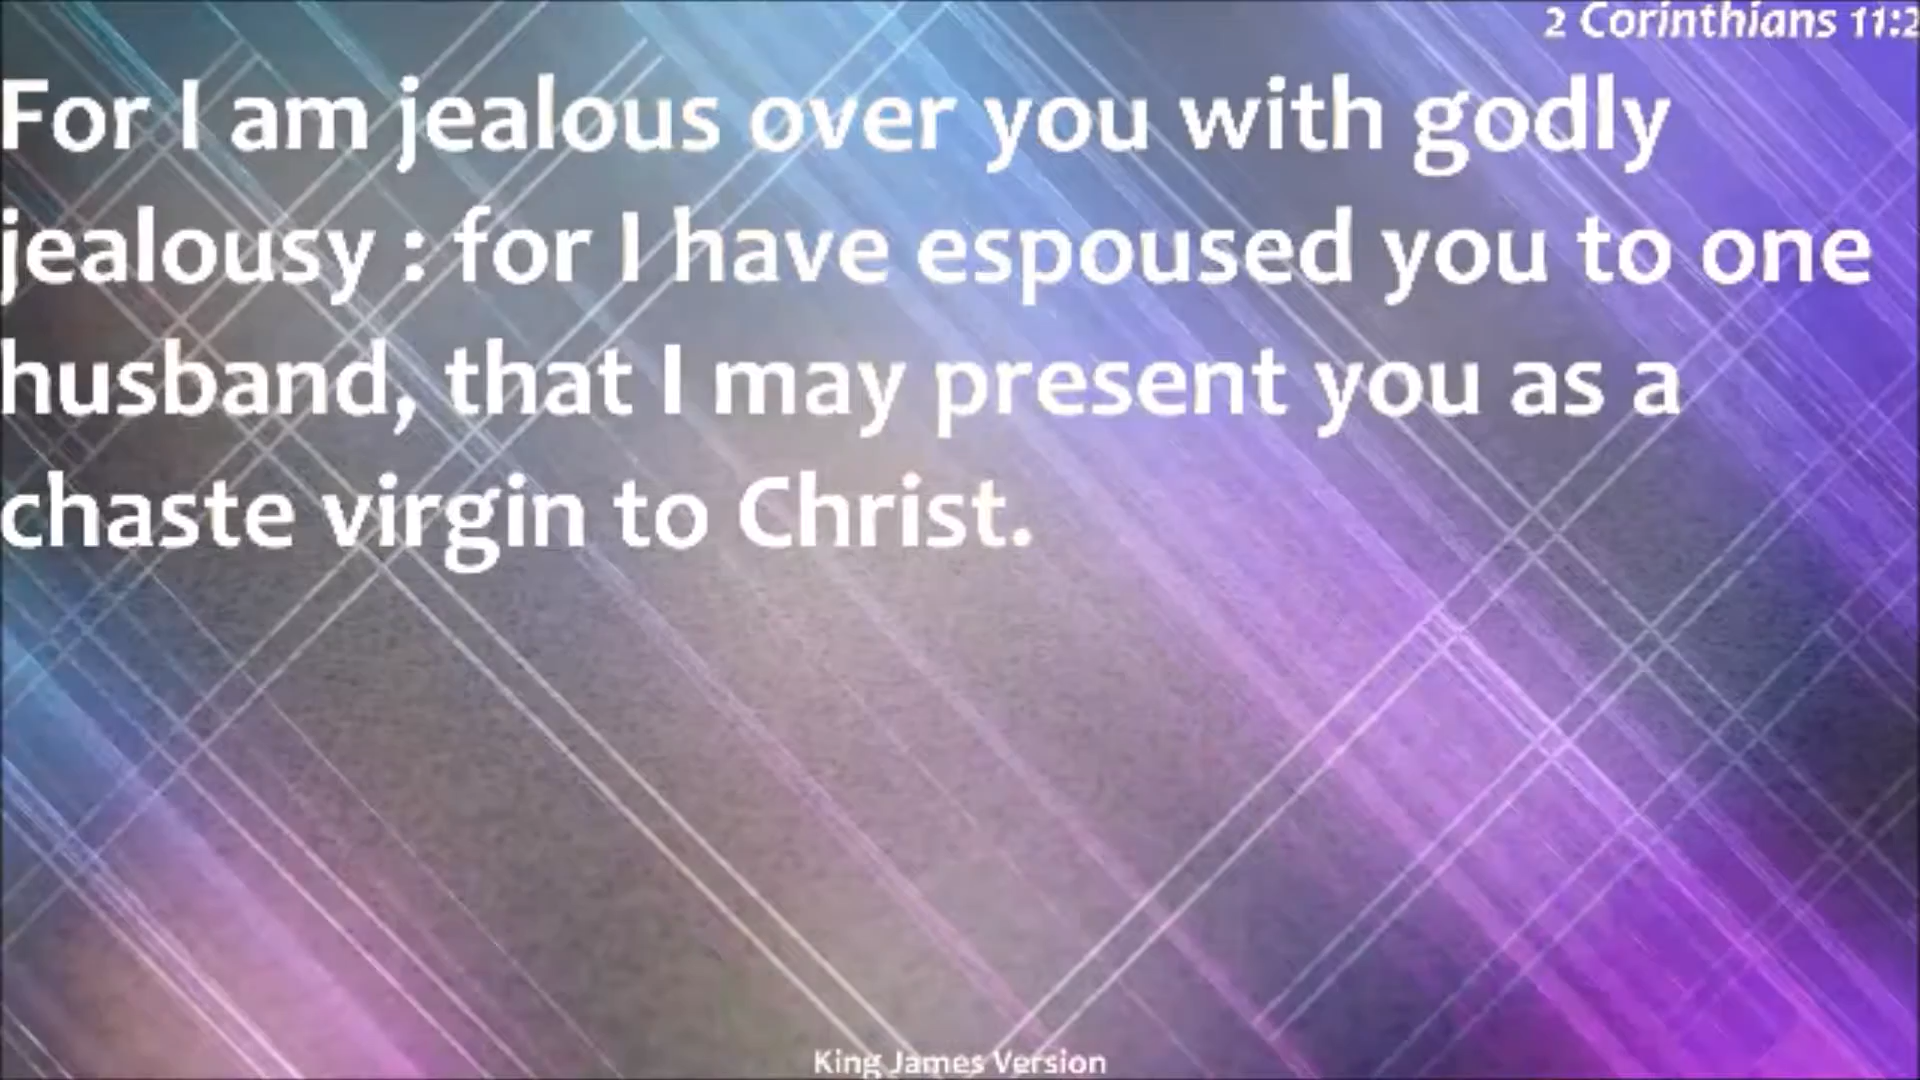 2 Corinthians 11:2
For I am jealous over you with godly
jealousy : for I have espoused you to one
husband, that I may present you as a
chaste virgin to Christ.
King James Version